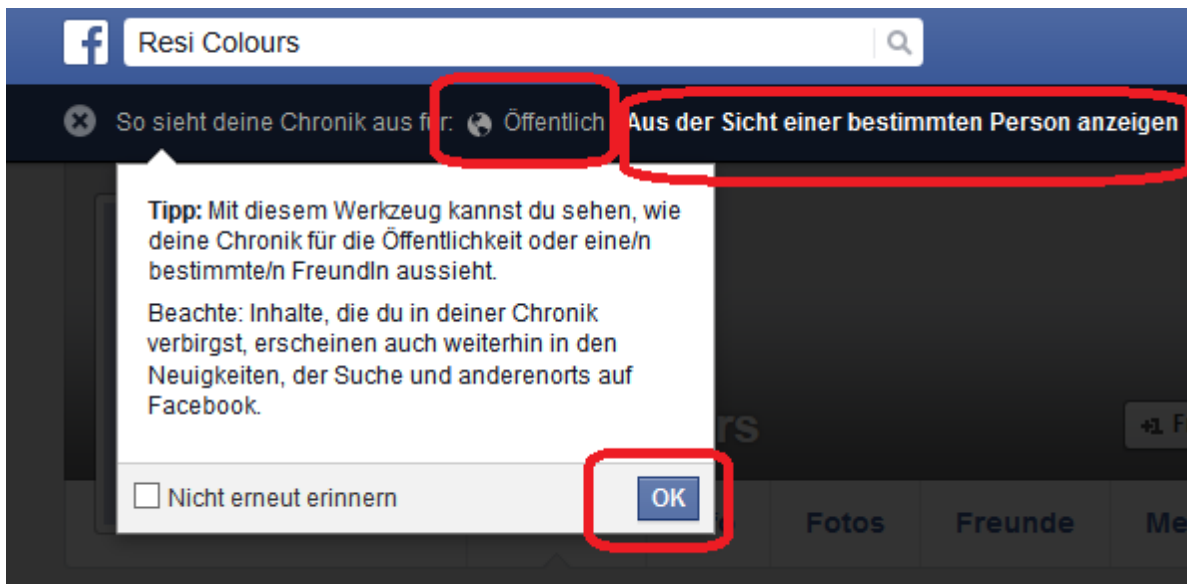 f Resi Colours
So sieht deine Chronik aus für: Öffentlich Aus der Sicht einer bestimmten Person anzeigen
Tipp: Mit diesem Werkzeug kannst du sehen, wie
deine Chronik für die Öffentlichkeit oder eine/n
bestimmte/n FreundIn aussieht.
Beachte: Inhalte, die du in deiner Chronik
verbirgst, erscheinen auch weiterhin in den
Neuigkeiten, der Suche und anderenorts auf
Facebook.
rs
+1 F
Nicht erneut erinnern OK
Fotos Freunde Me